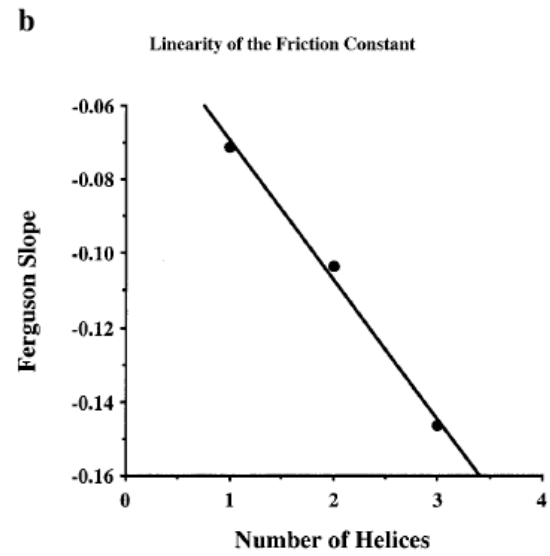 b
Linearity of the Friction Constant
-0.06
-0.08
-0.10
-0.12
-0.14
-0.16
Ferguson Slope
0 1 2 3 4
Number of Helices